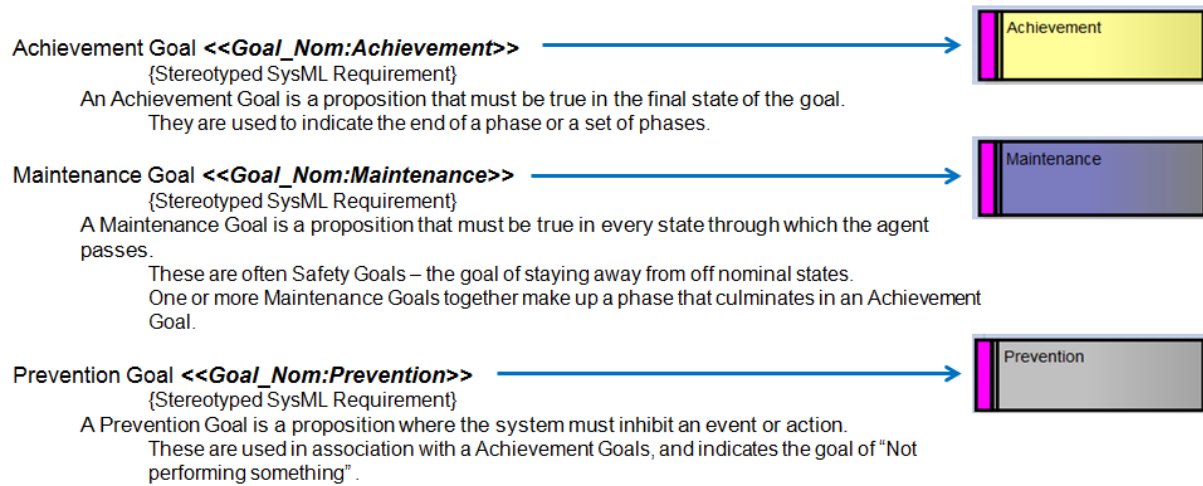 Achievement Goal <<Goal_Nom:Achievement>>
Achievement
{Stereotyped SysML Requirement}
An Achievement Goal is a proposition that must be true in the final state of the goal.
They are used to indicate the end of a phase or a set of phases.
Maintenance Goal <<Goal_Nom:Maintenance>>
Maintenance
{Stereotyped SysML Requirement}
A Maintenance Goal is a proposition that must be true in every state through which the agent
passes.
These are often Safety Goals – the goal of staying away from off nominal states.
One or more Maintenance Goals together make up a phase that culminates in an Achievement
Goal.
Prevention Goal <<Goal_Nom:Prevention>>
Prevention
{Stereotyped SysML Requirement}
A Prevention Goal is a proposition where the system must inhibit an event or action.
These are used in association with a Achievement Goals, and indicates the goal of “Not
performing something” .